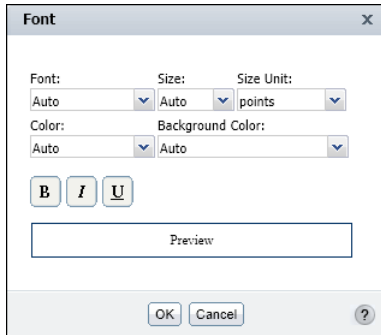 Font x
Font: Size: Size Unit:
Auto Auto points
Color: Background Color:
Auto Auto
B I U
Preview
OK Cancel ?